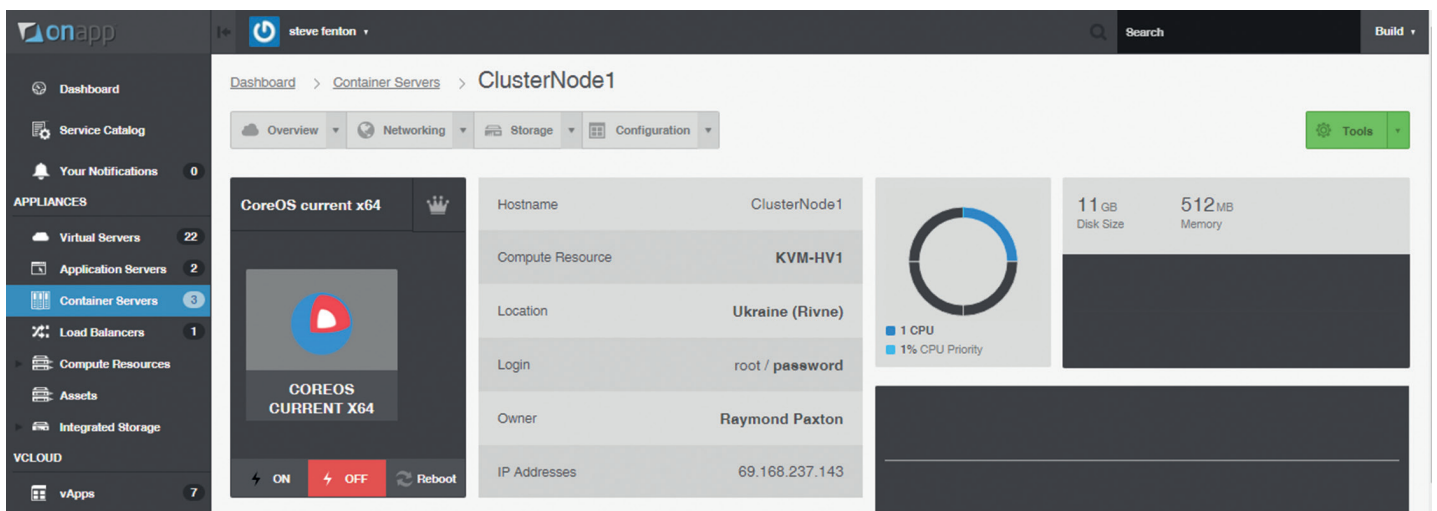 onapp
steve fenton
Search
Build
Dashboard
Service Catalog
Your Notifications 0
APPLIANCES
Virtual Servers 22
Application Servers 2
Container Servers 3
Load Balancers 1
Compute Resources
Assets
Integrated Storage
VCLOUD
vApps 7
Dashboard > Container Servers > ClusterNode1
Overview Networking Storage Configuration
Tools
CoreOS current x64
COREOS
CURRENT X64
ON OFF Reboot
Hostname ClusterNode1
Compute Resource KVM-HV1
Location Ukraine (Rivne)
Login root / password
Owner Raymond Paxton
IP Addresses 69.168.237.143
1 CPU
1% CPU Priority
11 GB 512 MB
Disk Size Memory